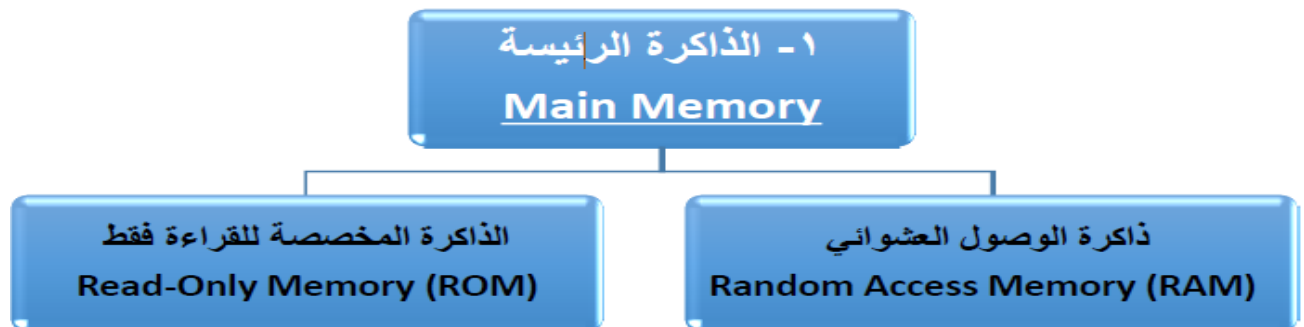 ١- الذاكرة الرئيسة
Main Memory
ذاكرة الوصول العشوائي
Random Access Memory (RAM)
الذاكرة المخصصة للقراءة فقط
Read-Only Memory (ROM)